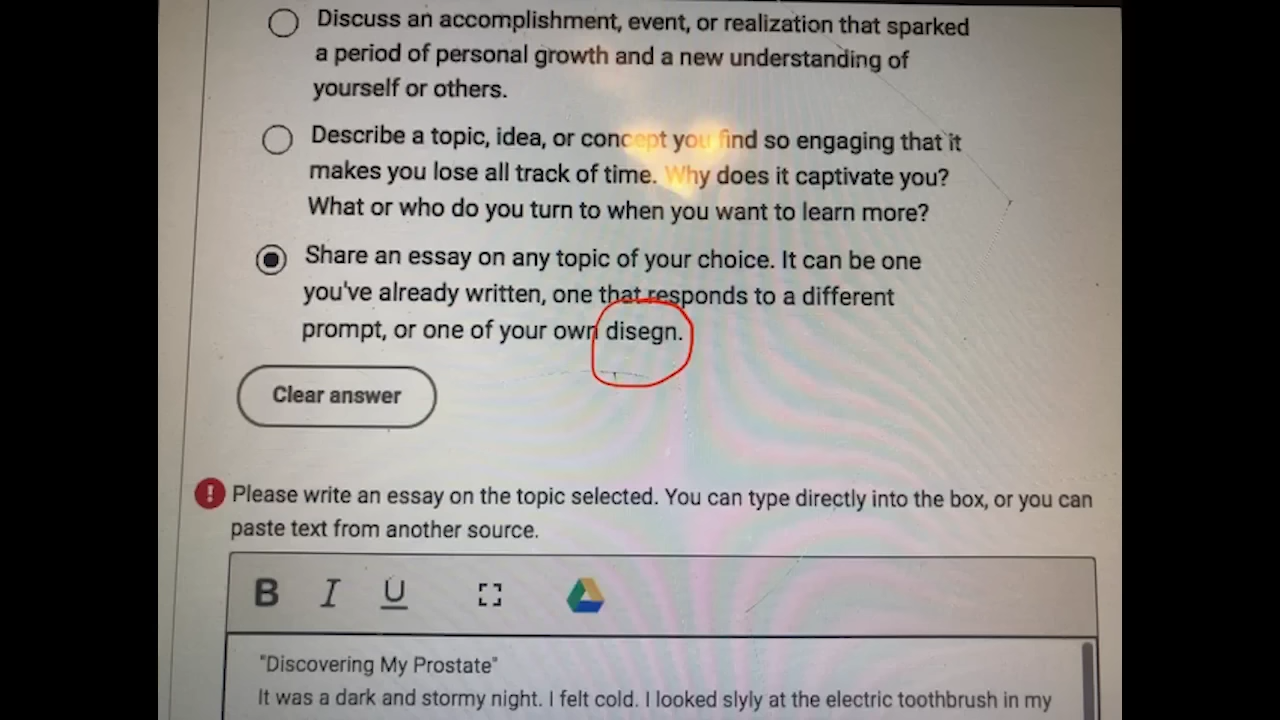 Discuss an accomplishment, event, or realization that sparked
a period of personal growth and a new understanding of
yourself or others.
Describe a topic, idea, or concept you find so engaging that it
makes you lose all track of time. Why does it captivate you?
What or who do you turn to when you want to learn more?
Share an essay on any topic of your choice. It can be one
you've already written, one that responds to a different
prompt, or one of your own disegn.
Clear answer
! Please write an essay on the topic selected. You can type directly into the box, or you can
paste text from another source.
B I U
"Discovering My Prostate"
It was a dark and stormy night. I felt cold. I looked slyly at the electric toothbrush in my